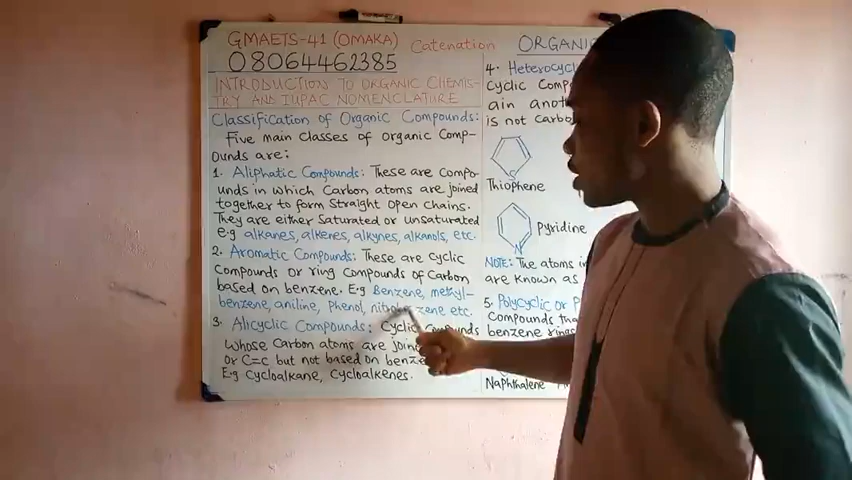 GMAETS-41 (OMAKA)
08064462385
Catenation
ORGANIC
INTRODUCTION TO ORGANIC CHEMIS-
TRY AND IUPAC NOMENCLATURE
Classification of Organic Compounds:
Five main classes of organic Comp-
ounds are:
1. Aliphatic Compounds: These are compo-
unds in which Carbon atoms are joined
together to form Straight open chains.
They are either Saturated or unsaturated
e.g alkanes, alkenes, alkynes, alkanols, etc.
2. Aromatic Compounds: These are cyclic
Compounds or ring Compounds of Carbon
based on benzene. E.g Benzene, methyl-
benzene, aniline, Phenol, nitrobenzene etc.
3. Alicyclic Compounds: Cyclic Compounds
Whose Carbon atoms are
or C=C but not based on
E.g Cycloalkane, Cycloalkenes.
4. Heterocycl
Cyclic
ain
is not
S
Thiophene
N
Pyridine
NOTE: The atoms
are known as
5. Polycyclic or
Compounds
benzene rings
Naphthalene